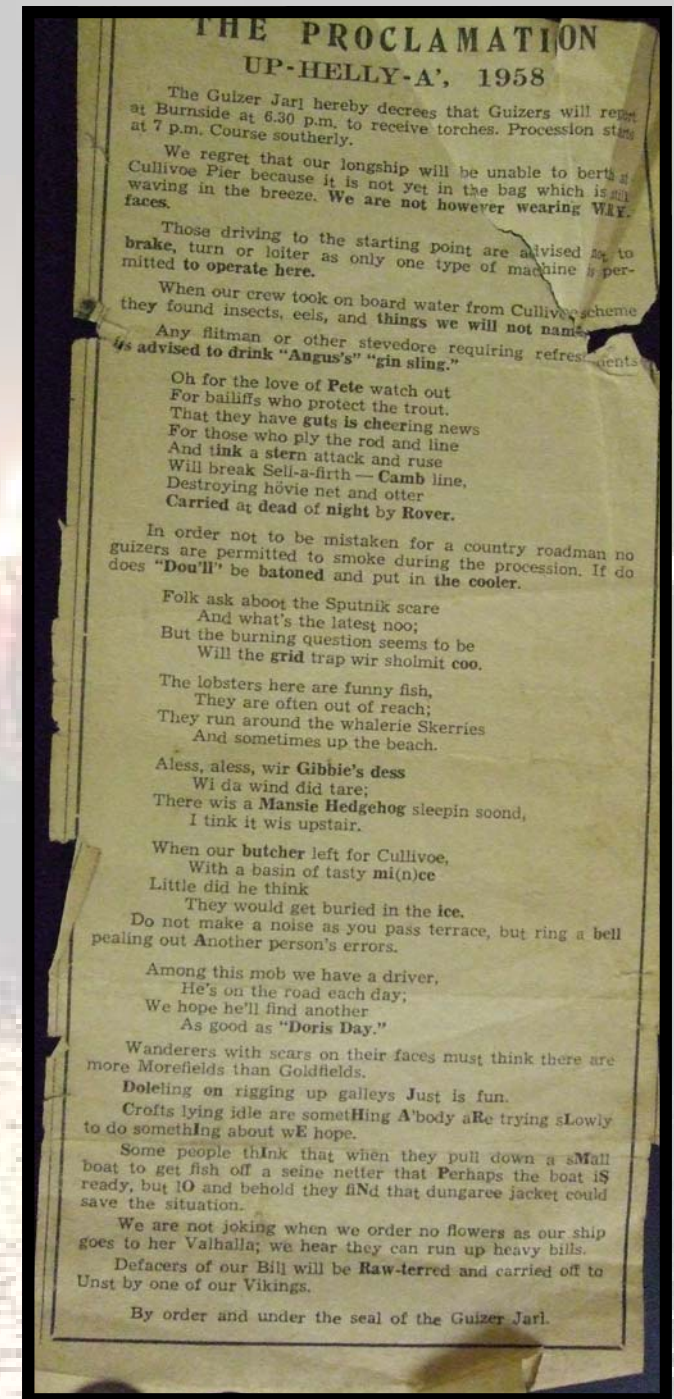 THE PROCLAMATION
UP-HELLY-A', 1958
The Guizer Jarl hereby decrees that Guizers will report
at Burnside at 6.30 p.m. to receive torches. Procession starts
at 7 p.m. Course southerly.
We regret that our longship will be unable to berth at
Cullivoe Pier because it is not yet in the bag which is still
waving in the breeze. We are not however wearing WRY
faces.
Those driving to the starting point are advised not to
brake, turn or loiter as only one type of machine is per-
mitted to operate here.
When our crew took on board water from Cullivoe scheme
they found insects, eels, and things we will not name.
Any flitman or other stevedore requiring refreshments
is advised to drink "Angus's" "gin sling."
Oh for the love of Pete watch out
For bailiffs who protect the trout.
That they have guts is cheering news
For those who ply the rod and line
And tink a stern attack and ruse
Will break Sell-a-firth — Camb line,
Destroying hövie net and otter
Carried at dead of night by Rover.
In order not to be mistaken for a country roadman no
guizers are permitted to smoke during the procession. If do
does "Dou'll" be batoned and put in the cooler.
Folk ask aboot the Sputnik scare
And what's the latest noo;
But the burning question seems to be
Will the grid trap wir sholmit coo.
The lobsters here are funny fish,
They are often out of reach;
They run around the whalerie Skerries
And sometimes up the beach.
Aless, aless, wir Gibbie's dess
Wi da wind did tare;
There wis a Mansie Hedgehog sleepin soond,
I tink it wis upstair.
When our butcher left for Cullivoe,
With a basin of tasty mi(n)ce
Little did he think
They would get buried in the ice.
Do not make a noise as you pass terrace, but ring a bell
pealing out Another person's errors.
Among this mob we have a driver,
He's on the road each day;
We hope he'll find another
As good as "Doris Day."
Wanderers with scars on their faces must think there are
more Morefields than Goldfields.
Doleling on rigging up galleys Just is fun.
Crofts lying idle are sometHing A'body aRe trying sLowly
to do somethIng about wE hope.
Some people thInk that when they pull down a sMall
boat to get fish off a seine netter that Perhaps the boat iS
ready, but lO and behold they fiNd that dungaree jacket could
save the situation.
We are not joking when we order no flowers as our ship
goes to her Valhalla; we hear they can run up heavy bills.
Defacers of our Bill will be Raw-terred and carried off to
Unst by one of our Vikings.
By order and under the seal of the Guizer Jarl.